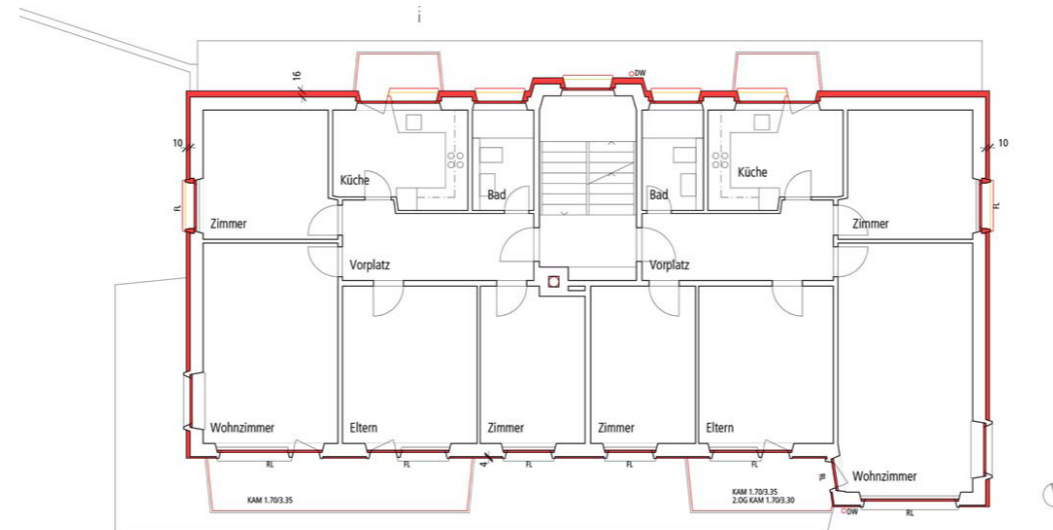 i
16
DW
10
10
Küche
Küche
Bad
Bad
FL
FL
Zimmer
Zimmer
Vorplatz
Vorplatz
Wohnzimmer
Eltern
Zimmer
Zimmer
Eltern
Wohnzimmer
RL
FL
4
FL
FL
FL
RL
KAM 1.70/3.35
KAM 1.70/3.35
2.OG KAM 1.70/3.30
DW
RL